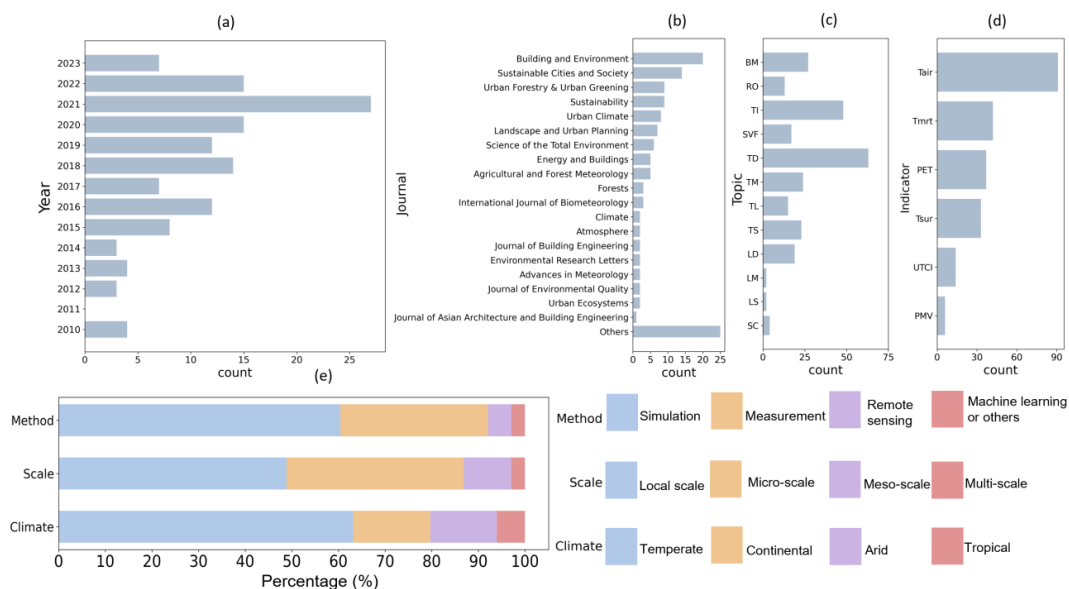 (a)
Year
2023
2022
2021
2020
2019
2018
2017
2016
2015
2014
2013
2012
2011
2010
0 5 10 15 20 25
count
(b)
Journal
Building and Environment
Sustainable Cities and Society
Urban Forestry & Urban Greening
Sustainability
Urban Climate
Landscape and Urban Planning
Science of the Total Environment
Energy and Buildings
Agricultural and Forest Meteorology
Forests
International Journal of Biometeorology
Climate
Atmosphere
Journal of Building Engineering
Environmental Research Letters
Advances in Meteorology
Journal of Environmental Quality
Urban Ecosystems
Journal of Asian Architecture and Building Engineering
Others
0 5 10 15 20 25
count
(c)
Topic
BM
RO
TI
SVF
TD
TM
TL
TS
LD
LM
LS
SC
0 25 50 75
count
(d)
Indicator
Tair
Tmrt
PET
Tsur
UTCI
PMV
0 30 60 90
count
(e)
Method
Scale
Climate
0 10 20 30 40 50 60 70 80 90 100
Percentage (%)
Method Simulation Measurement Remote sensing Machine learning or others
Scale Local scale Micro-scale Meso-scale Multi-scale
Climate Temperate Continental Arid Tropical